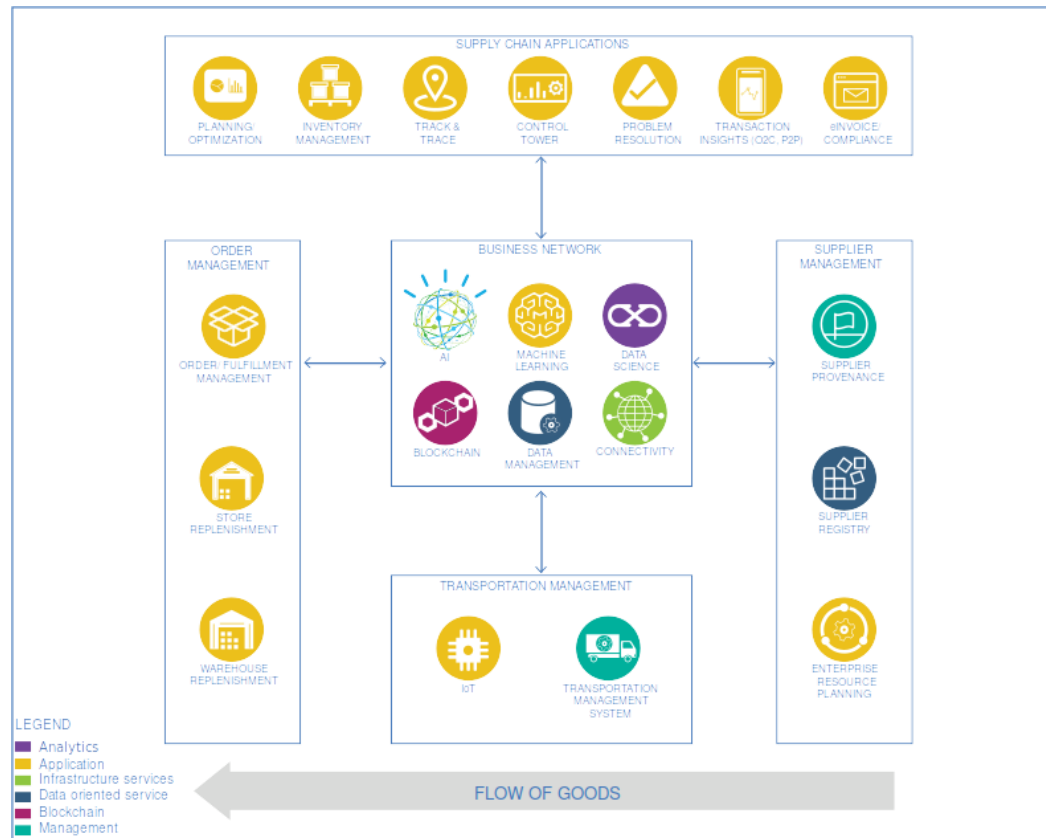 SUPPLY CHAIN APPLICATIONS
PLANNING/
OPTIMIZATION
INVENTORY
MANAGEMENT
TRACK &
TRACE
CONTROL
TOWER
PROBLEM
RESOLUTION
TRANSACTION
INSIGHTS (O2C, P2P)
eINVOICE/
COMPLIANCE
ORDER
MANAGEMENT
ORDER/ FULFILLMENT
MANAGEMENT
STORE
REPLENISHMENT
WAREHOUSE
REPLENISHMENT
BUSINESS NETWORK
AI
MACHINE
LEARNING
DATA
SCIENCE
BLOCKCHAIN
DATA
MANAGEMENT
CONNECTIVITY
TRANSPORTATION MANAGEMENT
IoT
TRANSPORTATION
MANAGEMENT
SYSTEM
SUPPLIER
MANAGEMENT
SUPPLIER
PROVENANCE
SUPPLIER
REGISTRY
ENTERPRISE
RESOURCE
PLANNING
LEGEND
Analytics
Application
Infrastructure services
Data oriented service
Blockchain
Management
FLOW OF GOODS